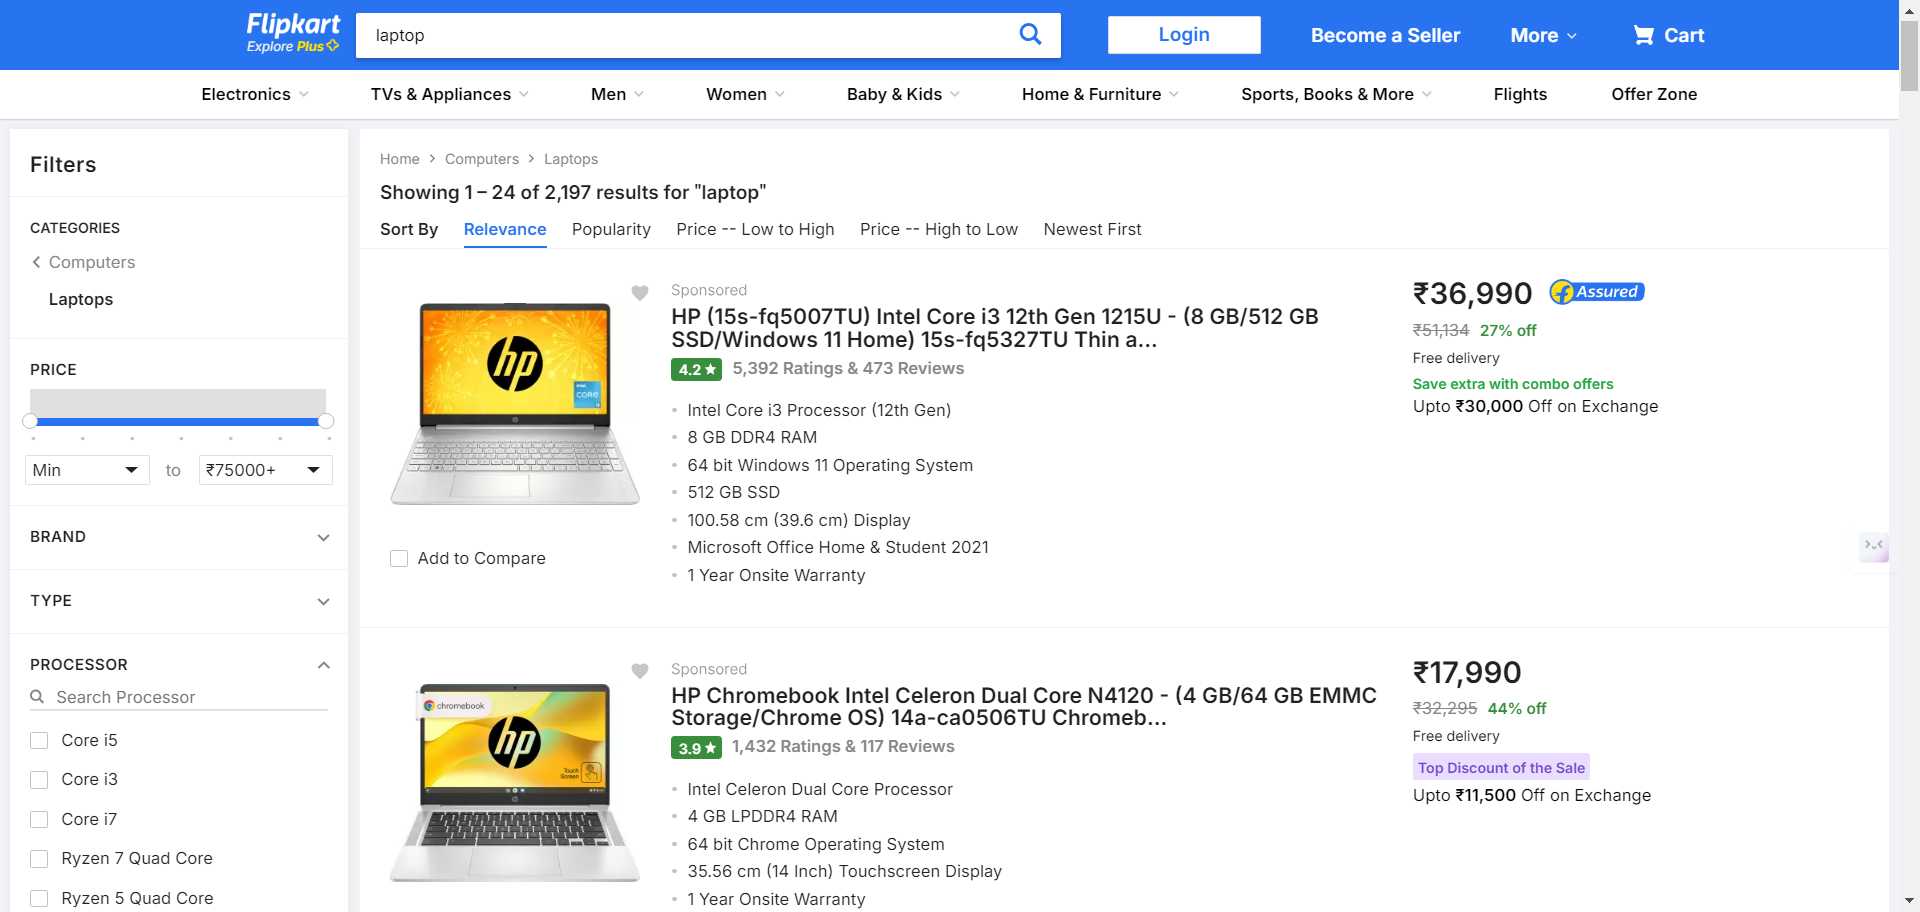 Flipkart
Explore Plus
laptop
Login
Become a Seller
More
Cart
Electronics
TVs & Appliances
Men
Women
Baby & Kids
Home & Furniture
Sports, Books & More
Flights
Offer Zone
Filters
CATEGORIES
Computers
Laptops
PRICE
Min
to
₹75000+
BRAND
TYPE
PROCESSOR
Search Processor
Core i5
Core i3
Core i7
Ryzen 7 Quad Core
Ryzen 5 Quad Core
Home > Computers > Laptops
Showing 1 – 24 of 2,197 results for "laptop"
Sort By
Relevance
Popularity
Price -- Low to High
Price -- High to Low
Newest First
hp
intel
core
Add to Compare
Sponsored
HP (15s-fq5007TU) Intel Core i3 12th Gen 1215U - (8 GB/512 GB
SSD/Windows 11 Home) 15s-fq5327TU Thin a...
4.2★
5,392 Ratings & 473 Reviews
Intel Core i3 Processor (12th Gen)
8 GB DDR4 RAM
64 bit Windows 11 Operating System
512 GB SSD
100.58 cm (39.6 cm) Display
Microsoft Office Home & Student 2021
1 Year Onsite Warranty
₹36,990
Assured
₹51,134 27% off
Free delivery
Save extra with combo offers
Upto ₹30,000 Off on Exchange
chromebook
hp
Touch
Screen
Sponsored
HP Chromebook Intel Celeron Dual Core N4120 - (4 GB/64 GB EMMC
Storage/Chrome OS) 14a-ca0506TU Chromeb...
3.9★
1,432 Ratings & 117 Reviews
Intel Celeron Dual Core Processor
4 GB LPDDR4 RAM
64 bit Chrome Operating System
35.56 cm (14 Inch) Touchscreen Display
1 Year Onsite Warranty
₹17,990
₹32,295 44% off
Free delivery
Top Discount of the Sale
Upto ₹11,500 Off on Exchange